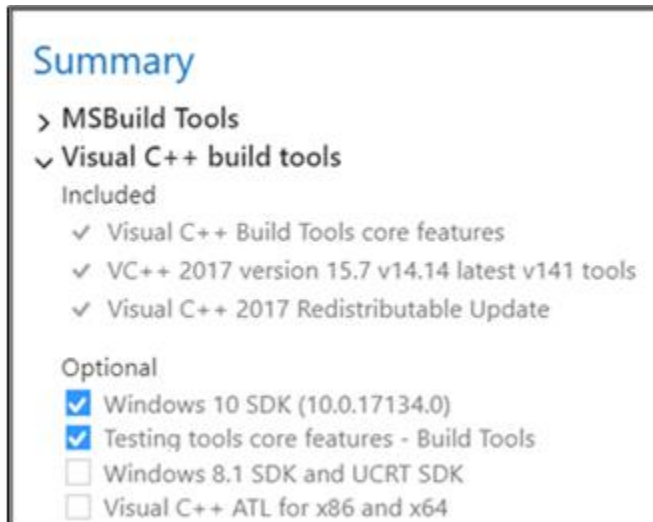 Summary
MSBuild Tools
Visual C++ build tools
Included
Visual C++ Build Tools core features
VC++ 2017 version 15.7 v14.14 latest v141 tools
Visual C++ 2017 Redistributable Update
Optional
Windows 10 SDK (10.0.17134.0)
Testing tools core features - Build Tools
Windows 8.1 SDK and UCRT SDK
Visual C++ ATL for x86 and x64